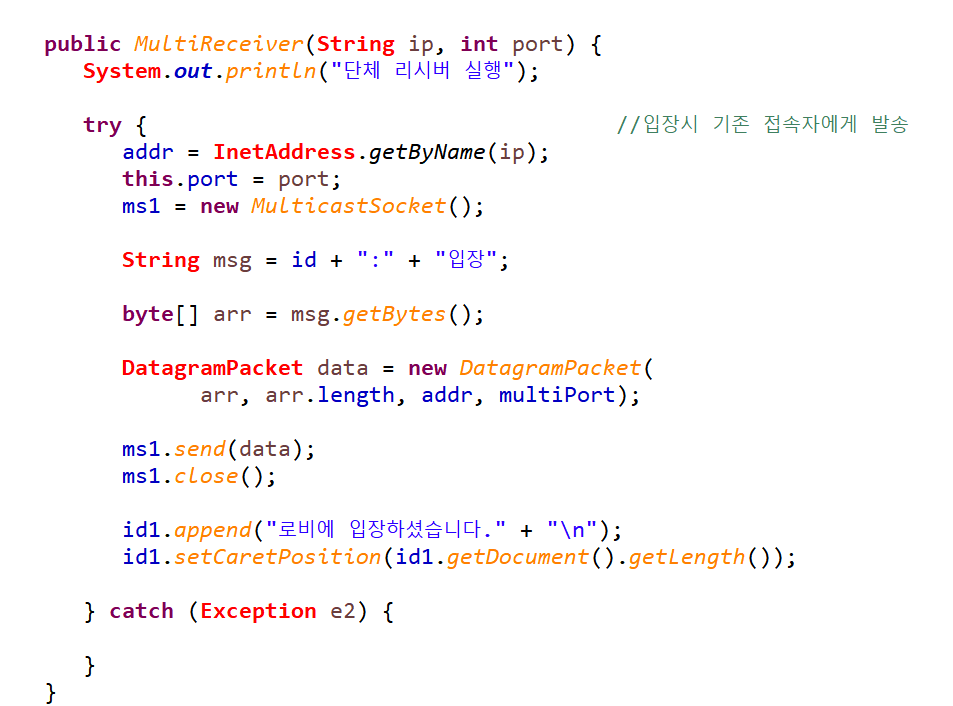 public MultiReceiver(String ip, int port) {
System.out.println("단체 리시버 실행");
try { //입장시 기존 접속자에게 발송
addr = InetAddress.getByName(ip);
this.port = port;
ms1 = new MulticastSocket();
String msg = id + ":" + "입장";
byte[] arr = msg.getBytes();
DatagramPacket data = new DatagramPacket(
arr, arr.length, addr, multiPort);
ms1.send(data);
ms1.close();
id1.append("로비에 입장하셨습니다." + "\n");
id1.setCaretPosition(id1.getDocument().getLength());
} catch (Exception e2) {
}
}